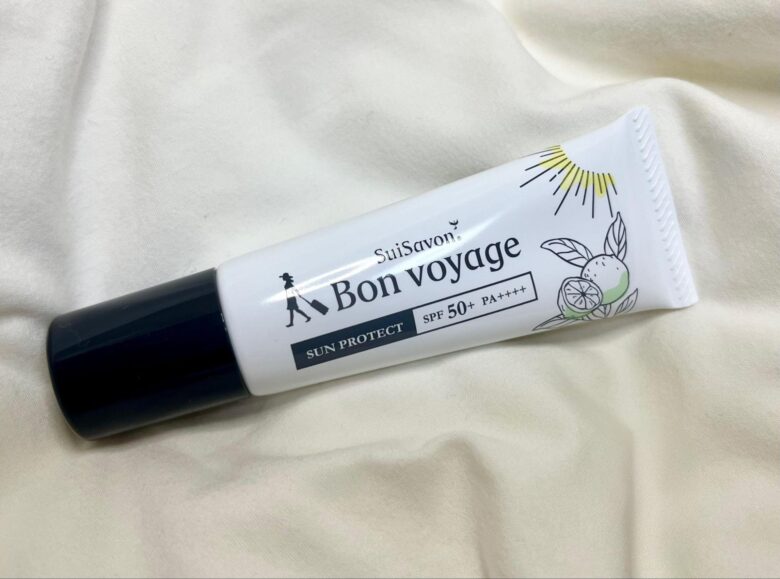 SuiSavon
Bon voyage
SUN PROTECT SPF 50+ PA++++